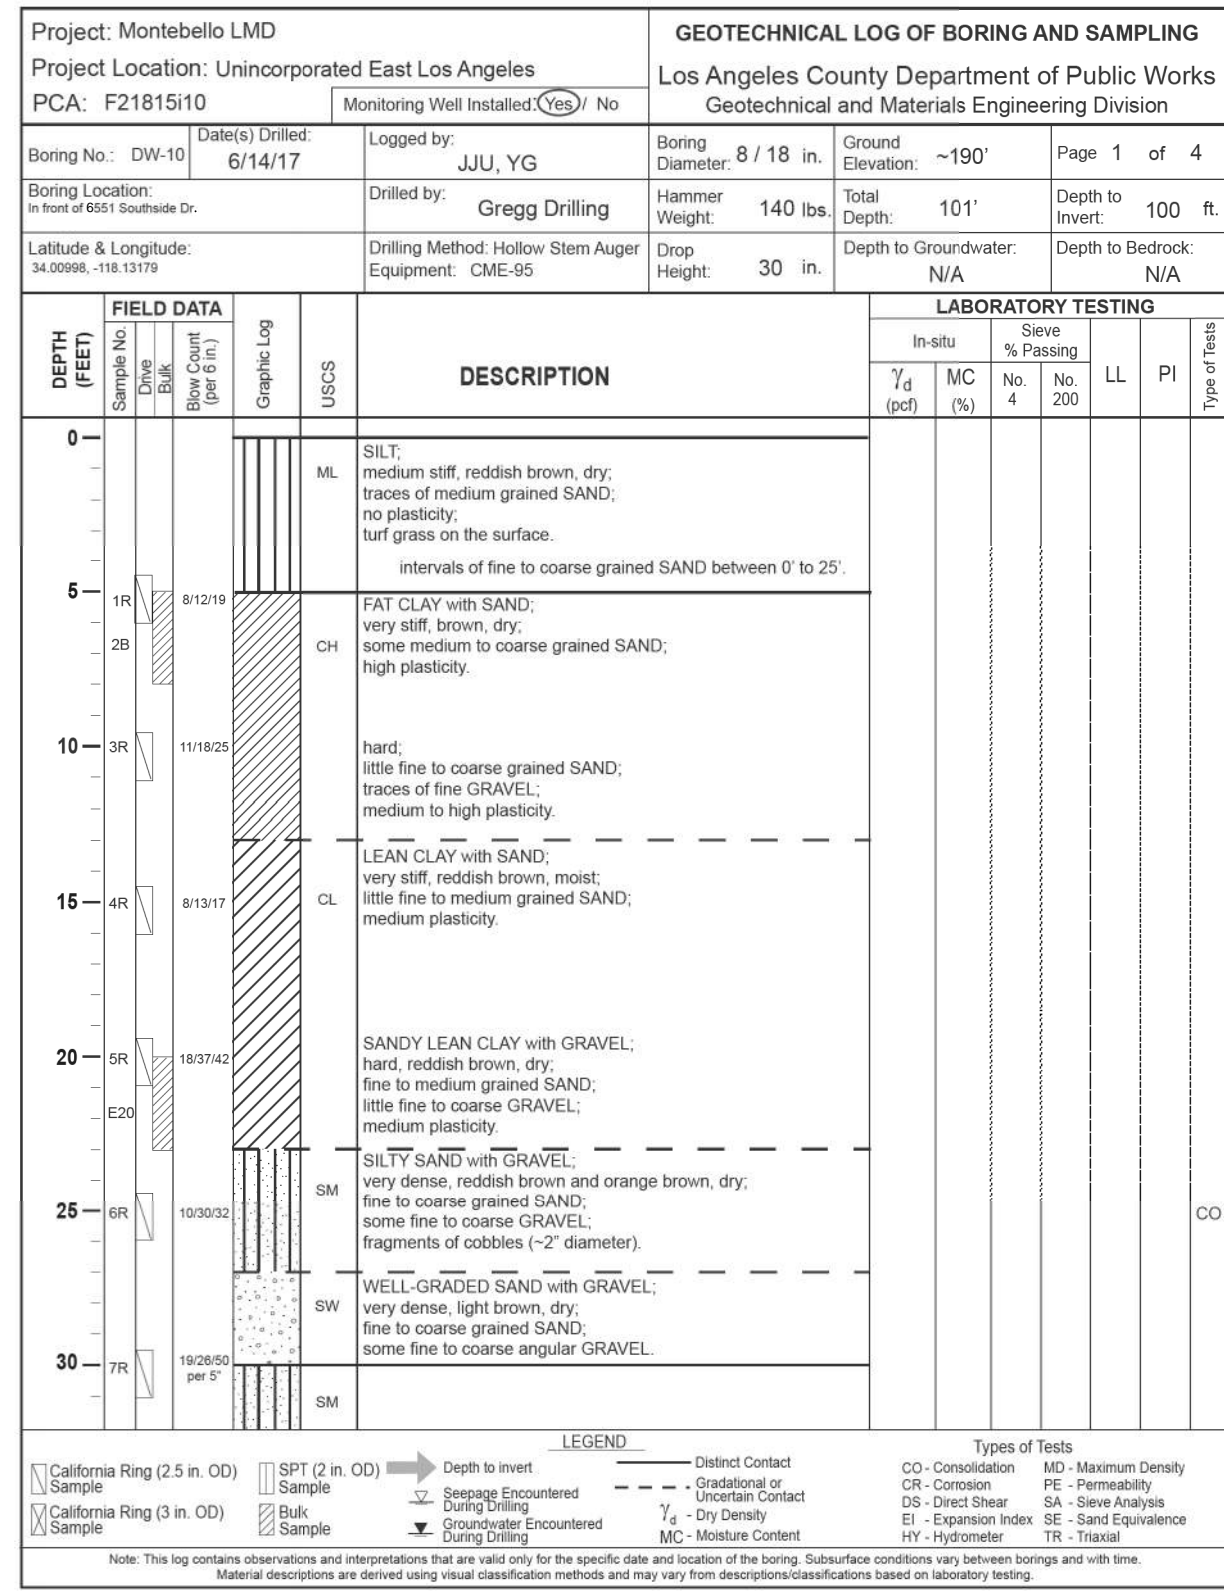 Project: Montebello LMD
Project Location: Unincorporated East Los Angeles
PCA: F21815i10
Monitoring Well Installed: Yes / No
GEOTECHNICAL LOG OF BORING AND SAMPLING
Los Angeles County Department of Public Works
Geotechnical and Materials Engineering Division
Boring No.: DW-10
Date(s) Drilled:
6/14/17
Logged by:
JJU, YG
Boring
Diameter: 8 / 18 in.
Ground
Elevation: ~190'
Page 1 of 4
Boring Location:
In front of 6551 Southside Dr.
Drilled by:
Gregg Drilling
Hammer
Weight: 140 lbs.
Total
Depth: 101'
Depth to
Invert: 100 ft.
Latitude & Longitude:
34.00998, -118.13179
Drilling Method: Hollow Stem Auger
Equipment: CME-95
Drop
Height: 30 in.
Depth to Groundwater:
N/A
Depth to Bedrock:
N/A
DEPTH
(FEET)
FIELD DATA
Sample No.
Drive
Bulk
Blow Count
(per 6 in.)
Graphic Log
USCS
DESCRIPTION
LABORATORY TESTING
In-situ
γd
(pcf)
MC
(%)
Sieve
% Passing
No.
4
No.
200
LL
PI
Type of Tests
0
ML
SILT;
medium stiff, reddish brown, dry;
traces of medium grained SAND;
no plasticity;
turf grass on the surface.
intervals of fine to coarse grained SAND between 0' to 25'.
5
1R
8/12/19
2B
CH
FAT CLAY with SAND;
very stiff, brown, dry;
some medium to coarse grained SAND;
high plasticity.
10
3R
11/18/25
hard;
little fine to coarse grained SAND;
traces of fine GRAVEL;
medium to high plasticity.
15
4R
8/13/17
CL
LEAN CLAY with SAND;
very stiff, reddish brown, moist;
little fine to medium grained SAND;
medium plasticity.
20
5R
18/37/42
E20
SANDY LEAN CLAY with GRAVEL;
hard, reddish brown, dry;
fine to medium grained SAND;
little fine to coarse GRAVEL;
medium plasticity.
25
6R
10/30/32
SM
SILTY SAND with GRAVEL;
very dense, reddish brown and orange brown, dry;
fine to coarse grained SAND;
some fine to coarse GRAVEL;
fragments of cobbles (~2" diameter).
CO
SW
WELL-GRADED SAND with GRAVEL;
very dense, light brown, dry;
fine to coarse grained SAND;
some fine to coarse angular GRAVEL.
30
7R
19/26/50
per 5"
SM
LEGEND
California Ring (2.5 in. OD)
Sample
California Ring (3 in. OD)
Sample
SPT (2 in. OD)
Sample
Bulk
Sample
Depth to invert
Seepage Encountered
During Drilling
Groundwater Encountered
During Drilling
Distinct Contact
Gradational or
Uncertain Contact
γd - Dry Density
MC - Moisture Content
Types of Tests
CO - Consolidation
CR - Corrosion
DS - Direct Shear
EI - Expansion Index
HY - Hydrometer
MD - Maximum Density
PE - Permeability
SA - Sieve Analysis
SE - Sand Equivalence
TR - Triaxial
Note: This log contains observations and interpretations that are valid only for the specific date and location of the boring. Subsurface conditions vary between borings and with time.
Material descriptions are derived using visual classification methods and may vary from descriptions/classifications based on laboratory testing.